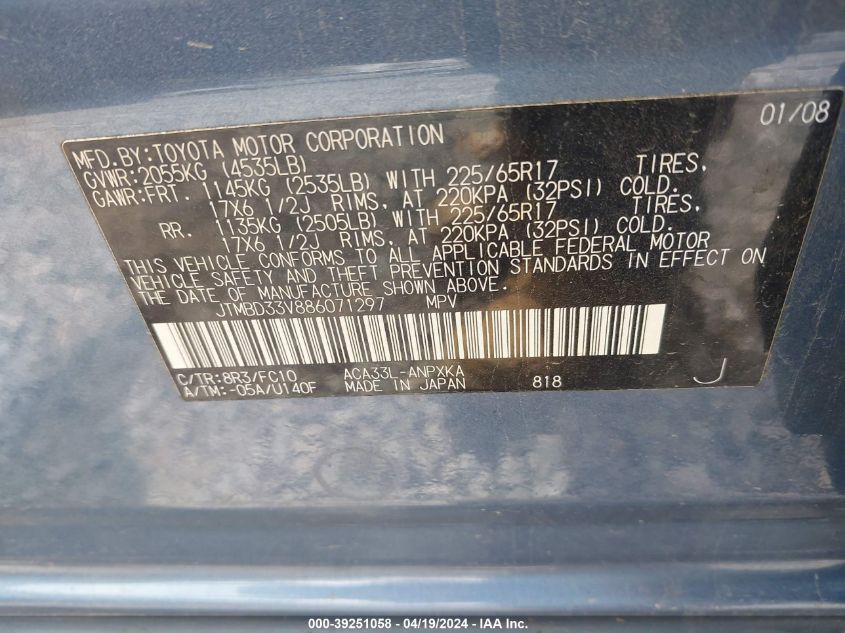 01/08
MFD. BY:TOYOTA MOTOR CORPORATION
GVWR:2055KG (4535LB)
GAWR:FRT. 1145KG (2535LB) WITH 225/65R17 TIRES,
17X6 1/2J RIMS, AT 220KPA (32PSI) COLD.
RR. 1135KG (2505LB) WITH 225/65R17 TIRES,
17X6 1/2J RIMS, AT 220KPA (32PSI) COLD.
THIS VEHICLE CONFORMS TO ALL APPLICABLE FEDERAL MOTOR
VEHICLE SAFETY AND THEFT PREVENTION STANDARDS IN EFFECT ON
THE DATE OF MANUFACTURE SHOWN ABOVE.
JTMBD33V886071297 MPV
C/TR:8R3/FC10 ACA33L-ANPXKA
A/TM:-05A/U140F MADE IN JAPAN 818 J
000-39251058 - 04/19/2024 - IAA Inc.